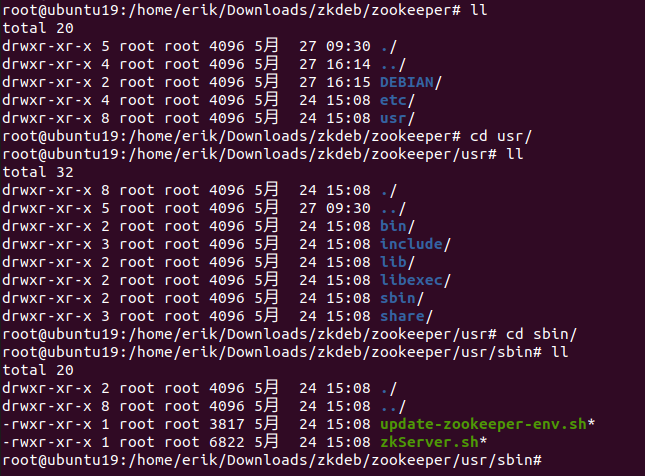 root@ubuntu19:/home/erik/Downloads/zkdeb/zookeeper# ll
total 20
drwxr-xr-x 5 root root 4096 5月  27 09:30 ./
drwxr-xr-x 4 root root 4096 5月  27 16:14 ../
drwxr-xr-x 2 root root 4096 5月  27 16:15 DEBIAN/
drwxr-xr-x 4 root root 4096 5月  24 15:08 etc/
drwxr-xr-x 8 root root 4096 5月  24 15:08 usr/
root@ubuntu19:/home/erik/Downloads/zkdeb/zookeeper# cd usr/
root@ubuntu19:/home/erik/Downloads/zkdeb/zookeeper/usr# ll
total 32
drwxr-xr-x 8 root root 4096 5月  24 15:08 ./
drwxr-xr-x 5 root root 4096 5月  27 09:30 ../
drwxr-xr-x 2 root root 4096 5月  24 15:08 bin/
drwxr-xr-x 3 root root 4096 5月  24 15:08 include/
drwxr-xr-x 2 root root 4096 5月  24 15:08 lib/
drwxr-xr-x 2 root root 4096 5月  24 15:08 libexec/
drwxr-xr-x 2 root root 4096 5月  24 15:08 sbin/
drwxr-xr-x 3 root root 4096 5月  24 15:08 share/
root@ubuntu19:/home/erik/Downloads/zkdeb/zookeeper/usr# cd sbin/
root@ubuntu19:/home/erik/Downloads/zkdeb/zookeeper/usr/sbin# ll
total 20
drwxr-xr-x 2 root root 4096 5月  24 15:08 ./
drwxr-xr-x 8 root root 4096 5月  24 15:08 ../
-rwxr-xr-x 1 root root 3817 5月  24 15:08 update-zookeeper-env.sh*
-rwxr-xr-x 1 root root 6822 5月  24 15:08 zkServer.sh*
root@ubuntu19:/home/erik/Downloads/zkdeb/zookeeper/usr/sbin#